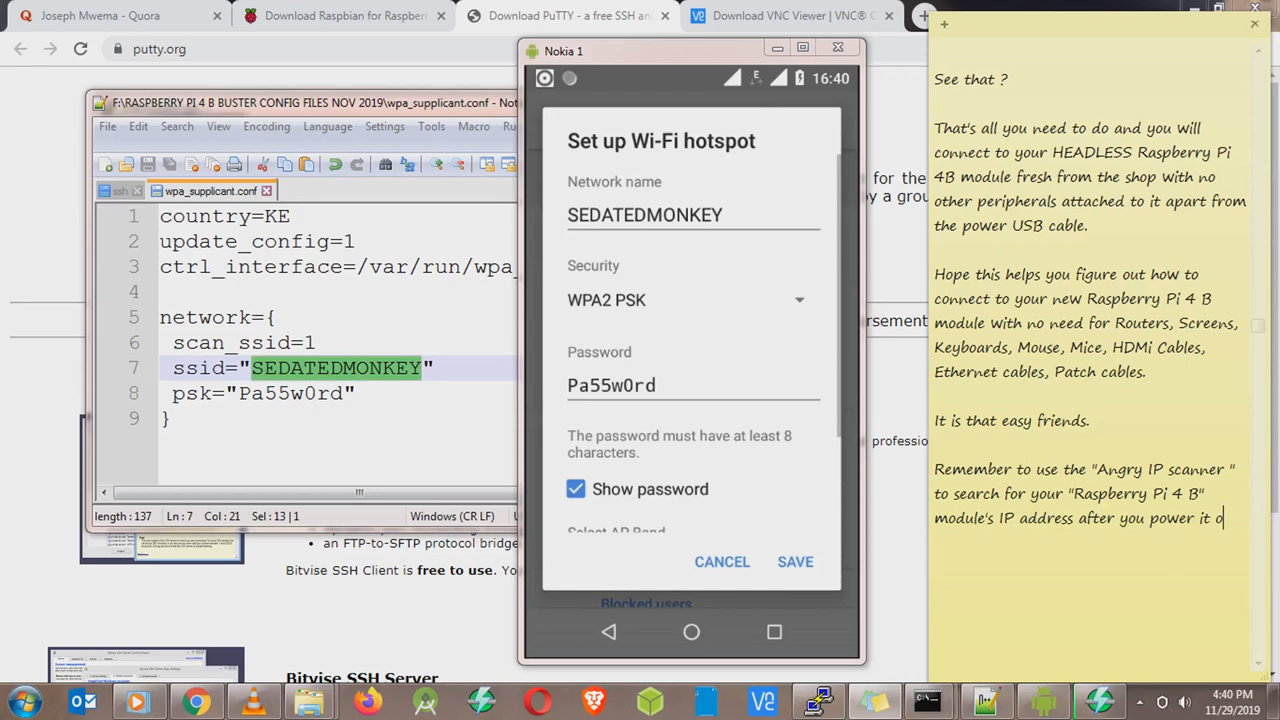 Joseph Mwema - Quora
Download Raspbian for Raspber
Download PuTTY - a free SSH and
Download VNC Viewer | VNC® C
putty.org
F:\RASPBERRY PI 4 B BUSTER CONFIG FILES NOV 2019\wpa_supplicant.conf - Not
File Edit Search View Encoding Language Settings Tools Macro Ru
ssh
wpa_supplicant.conf
1 country=KE
2 update_config=1
3 ctrl_interface=/var/run/wpa_
4
5 network={
6 scan_ssid=1
7 ssid="SEDATEDMONKEY"
8 psk="Pa55w0rd"
9 }
length : 137 Ln : 7 Col : 21 Sel : 13 | 1 Windows (CR LF)
an FTP-to-SFTP protocol bridge
Bitvise SSH Client is free to use. Yo
Bitvise SSH Server
for the
by a grou
rsement
professio
Nokia 1
E
16:40
Set up Wi-Fi hotspot
Network name
SEDATEDMONKEY
Security
WPA2 PSK
Password
Pa55w0rd
The password must have at least 8
characters.
Show password
Select AP Band
CANCEL SAVE
Blocked users
See that ?
That's all you need to do and you will
connect to your HEADLESS Raspberry Pi
4B module fresh from the shop with no
other peripherals attached to it apart from
the power USB cable.
Hope this helps you figure out how to
connect to your new Raspberry Pi 4 B
module with no need for Routers, Screens,
Keyboards, Mouse, Mice, HDMi Cables,
Ethernet cables, Patch cables.
It is that easy friends.
Remember to use the "Angry IP scanner "
to search for your "Raspberry Pi 4 B"
module's IP address after you power it o
4:40 PM
11/29/2019